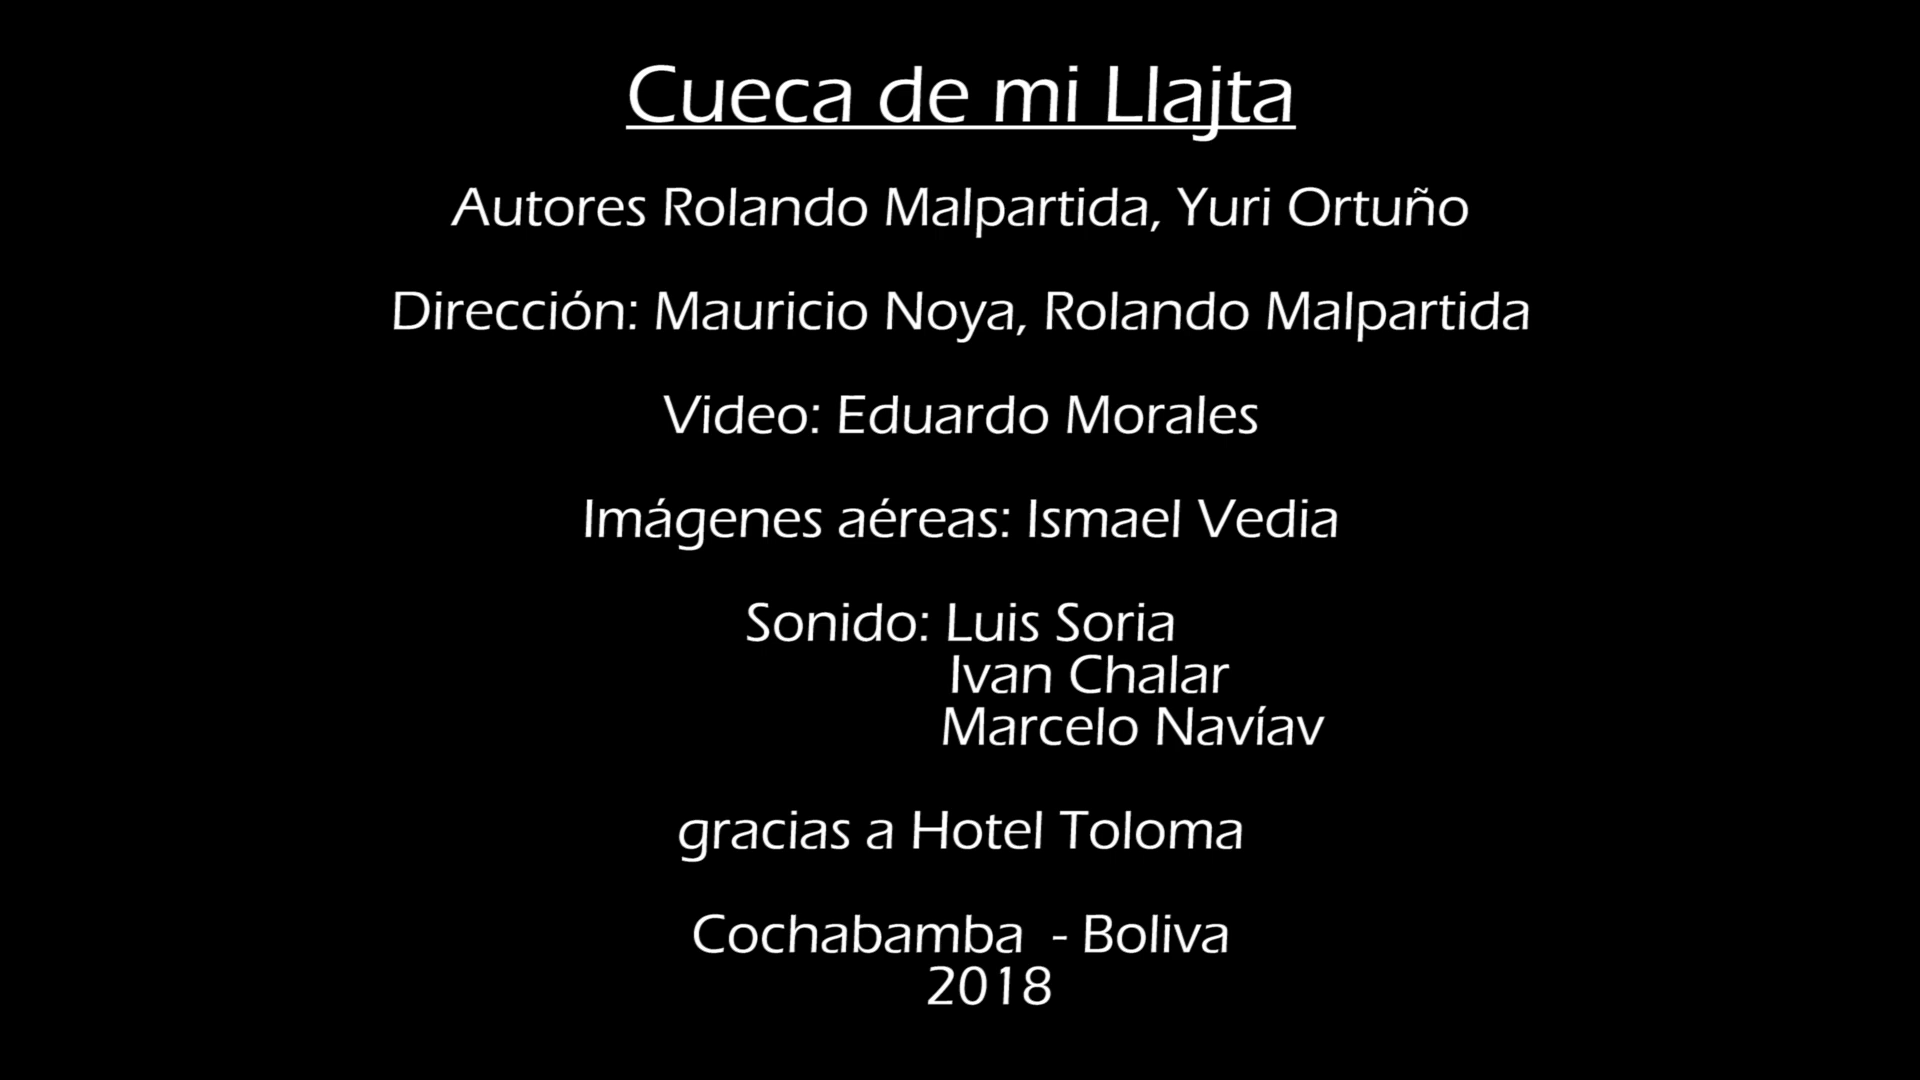 Cueca de mi Llajta
Autores Rolando Malpartida, Yuri Ortuño
Dirección: Mauricio Noya, Rolando Malpartida
Video: Eduardo Morales
Imágenes aéreas: Ismael Vedia
Sonido: Luis Soria
Ivan Chalar
Marcelo Navíav
gracias a Hotel Toloma
Cochabamba - Boliva
2018